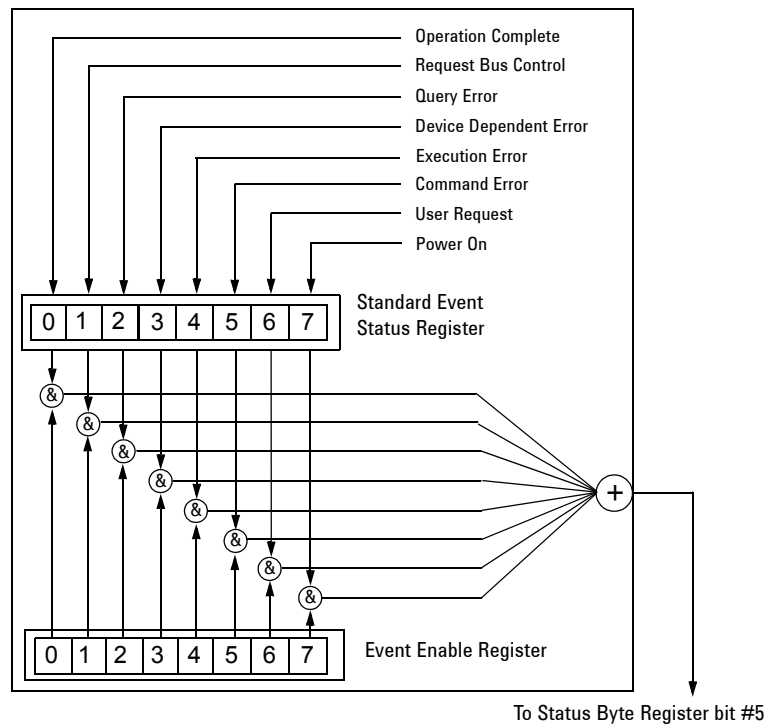 Operation Complete
Request Bus Control
Query Error
Device Dependent Error
Execution Error
Command Error
User Request
Power On
Standard Event
Status Register
0 1 2 3 4 5 6 7
&
&
&
&
&
&
&
&
+
0 1 2 3 4 5 6 7
Event Enable Register
To Status Byte Register bit #5